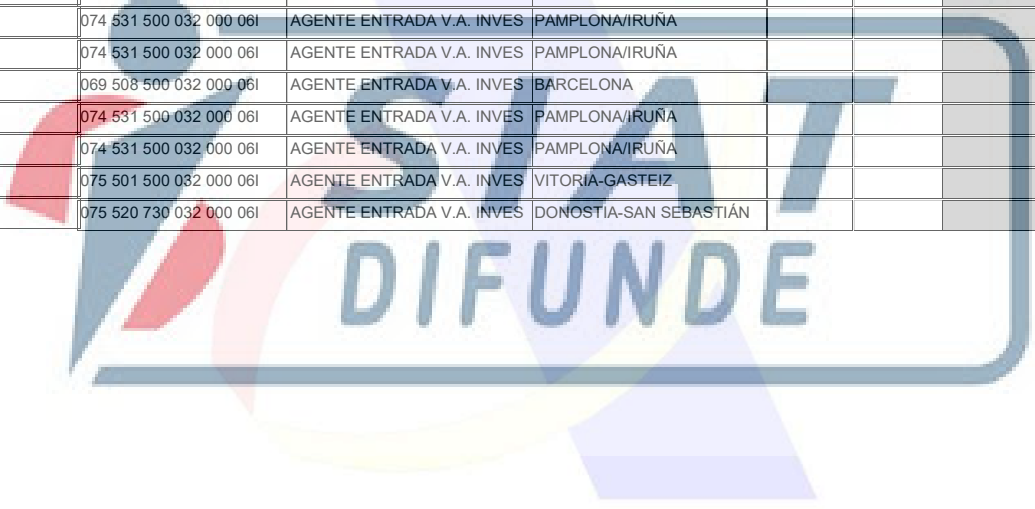 074 531 500 032 000 06I AGENTE ENTRADA V.A. INVES PAMPLONA/IRUÑA
074 531 500 032 000 06I AGENTE ENTRADA V.A. INVES PAMPLONA/IRUÑA
069 508 500 032 000 06I AGENTE ENTRADA V.A. INVES BARCELONA
074 531 500 032 000 06I AGENTE ENTRADA V.A. INVES PAMPLONA/IRUÑA
074 531 500 032 000 06I AGENTE ENTRADA V.A. INVES PAMPLONA/IRUÑA
075 501 500 032 000 06I AGENTE ENTRADA V.A. INVES VITORIA-GASTEIZ
075 520 730 032 000 06I AGENTE ENTRADA V.A. INVES DONOSTIA-SAN SEBASTIÁN
SIAT
DIFUNDE